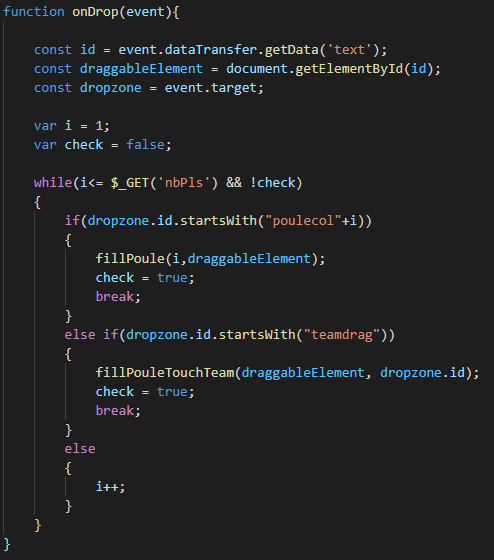 function onDrop(event){
const id = event.dataTransfer.getData('text');
const draggableElement = document.getElementById(id);
const dropzone = event.target;
var i = 1;
var check = false;
while(i<= $_GET('nbPls') && !check)
{
if(dropzone.id.startsWith("poulecol"+i))
{
fillPoule(i,draggableElement);
check = true;
break;
}
else if(dropzone.id.startsWith("teamdrag"))
{
fillPouleTouchTeam(draggableElement, dropzone.id);
check = true;
break;
}
else
{
i++;
}
}
}